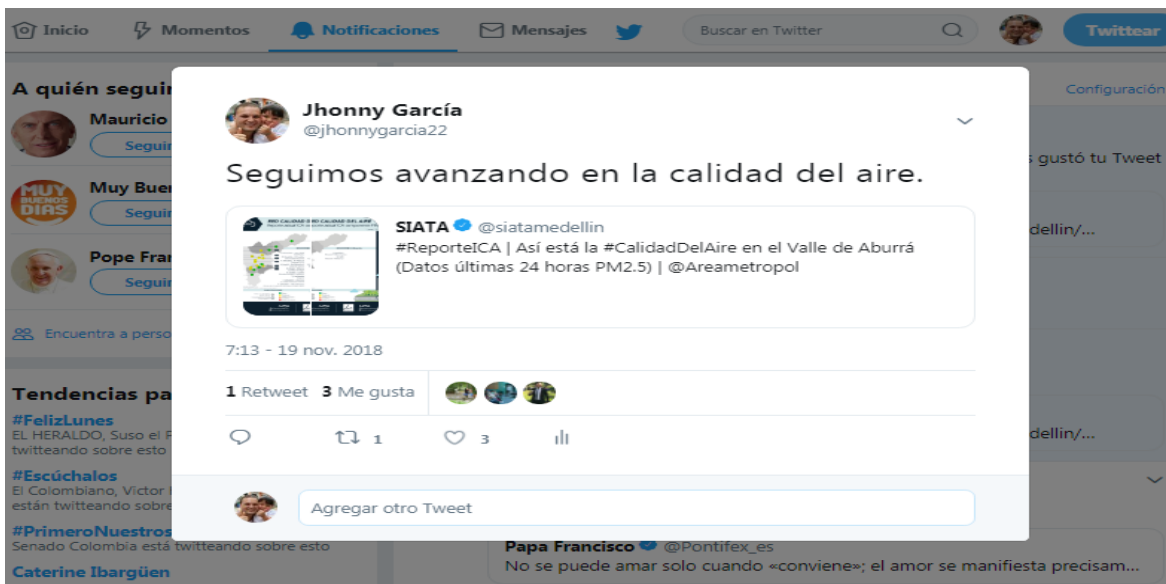 Inicio Momentos Notificaciones Mensajes Buscar en Twitter Twittear
A quién seguir
Mauricio
Seguir
MUY BUENOS DIAS
Muy Buen
Seguir
Pope Fran
Seguir
Encuentra a perso
Tendencias pa
#FelizLunes
EL HERALDO, Suso el P
twitteando sobre esto
#Escúchalos
El Colombiano, Victor
están twitteando sobre
#PrimeroNuestros
Senado Colombia está twitteando sobre esto
Caterine Ibargüen
Jhonny García
@jhonnygarcia22
Seguimos avanzando en la calidad del aire.
SIATA @siatamedellin
#ReporteICA | Así está la #CalidadDelAire en el Valle de Aburrá
(Datos últimas 24 horas PM2.5) | @Areametropol
7:13 - 19 nov. 2018
1 Retweet 3 Me gusta
1 3
Agregar otro Tweet
Configuración
s gustó tu Tweet
dellin/...
dellin/...
Papa Francisco @Pontifex_es
No se puede amar solo cuando «conviene»; el amor se manifiesta precisam...